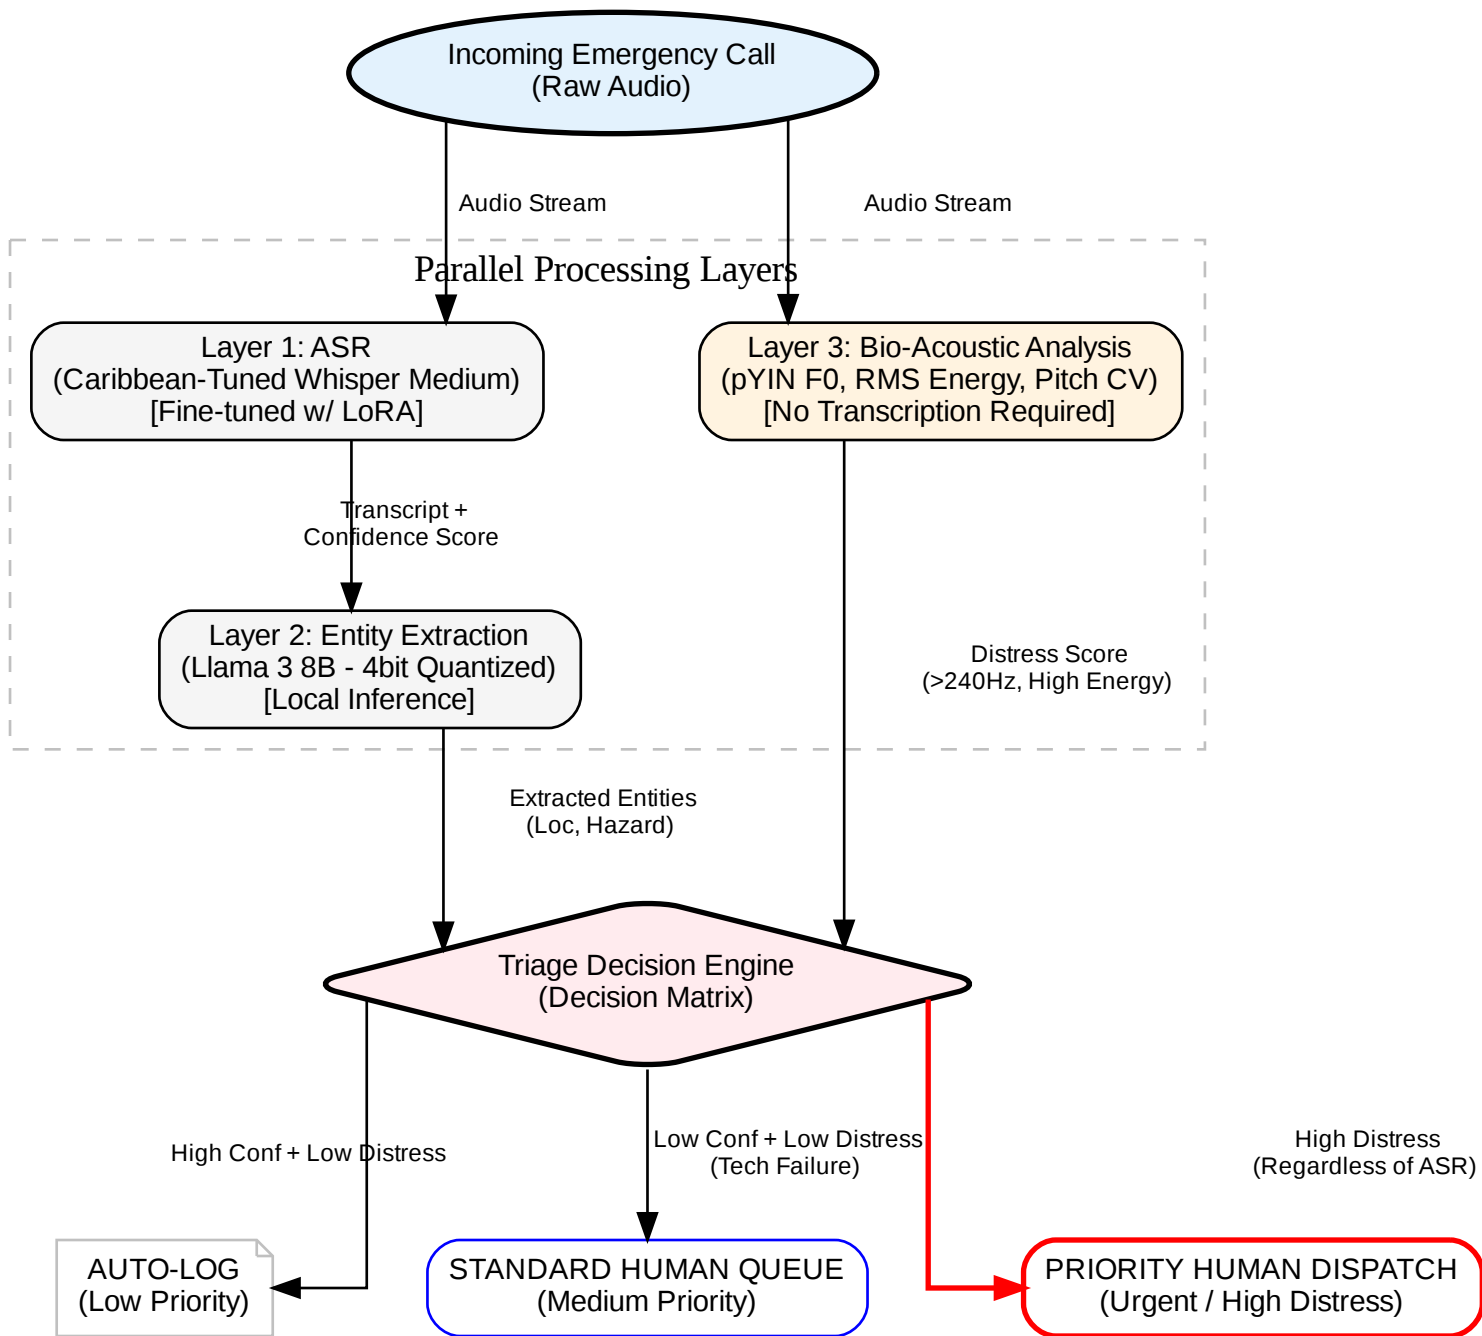 Incoming Emergency Call
(Raw Audio)
Audio Stream
Audio Stream
Parallel Processing Layers
Layer 1: ASR
(Caribbean-Tuned Whisper Medium)
[Fine-tuned w/ LoRA]
Layer 3: Bio-Acoustic Analysis
(pYIN F0, RMS Energy, Pitch CV)
[No Transcription Required]
Transcript +
Confidence Score
Layer 2: Entity Extraction
(Llama 3 8B - 4bit Quantized)
[Local Inference]
Distress Score
(>240Hz, High Energy)
Extracted Entities
(Loc, Hazard)
Triage Decision Engine
(Decision Matrix)
High Conf + Low Distress
Low Conf + Low Distress
(Tech Failure)
High Distress
(Regardless of ASR)
AUTO-LOG
(Low Priority)
STANDARD HUMAN QUEUE
(Medium Priority)
PRIORITY HUMAN DISPATCH
(Urgent / High Distress)